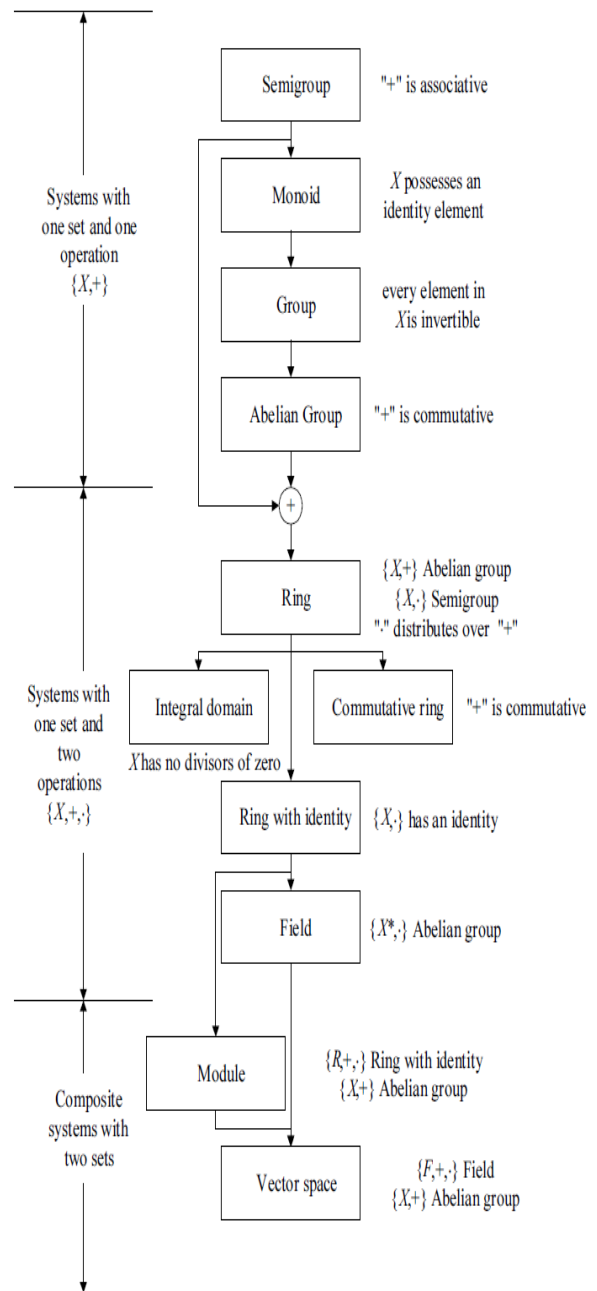 Semigroup
"+" is associative
Systems with
one set and one
operation
{X,+}
Monoid
X possesses an
identity element
Group
every element in
X is invertible
Abelian Group
"+" is commutative
+
Ring
{X,+} Abelian group
{X,·} Semigroup
"·" distributes over "+"
Systems with
one set and
two
operations
{X,+,·}
Integral domain
X has no divisors of zero
Commutative ring
"+" is commutative
Ring with identity
{X,·} has an identity
Field
{X*,·} Abelian group
Composite
systems with
two sets
Module
{R,+,·} Ring with identity
{X,+} Abelian group
Vector space
{F,+,·} Field
{X,+} Abelian group